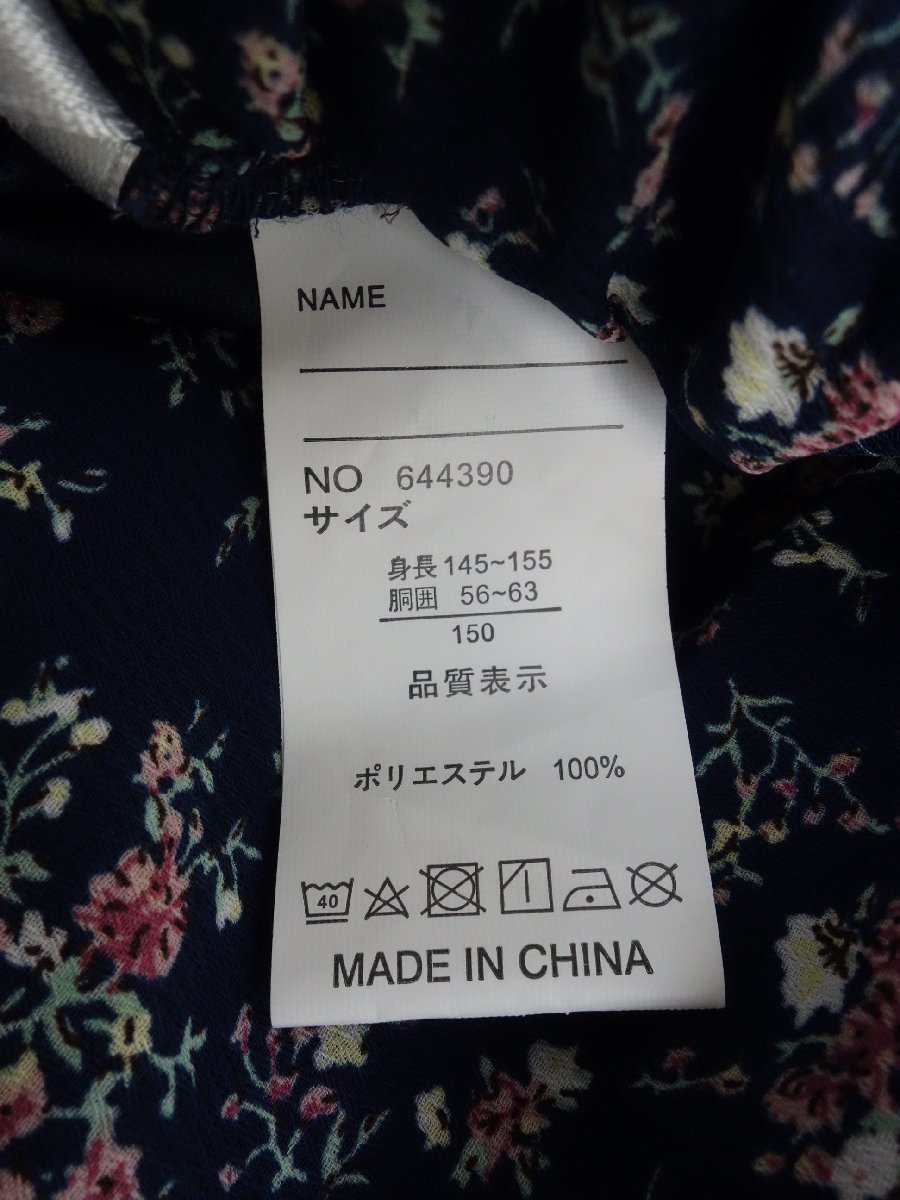 NAME
NO 644390
サイズ
身長 145~155
胴囲 56~63
150
品質表示
ポリエステル 100%
40
MADE IN CHINA